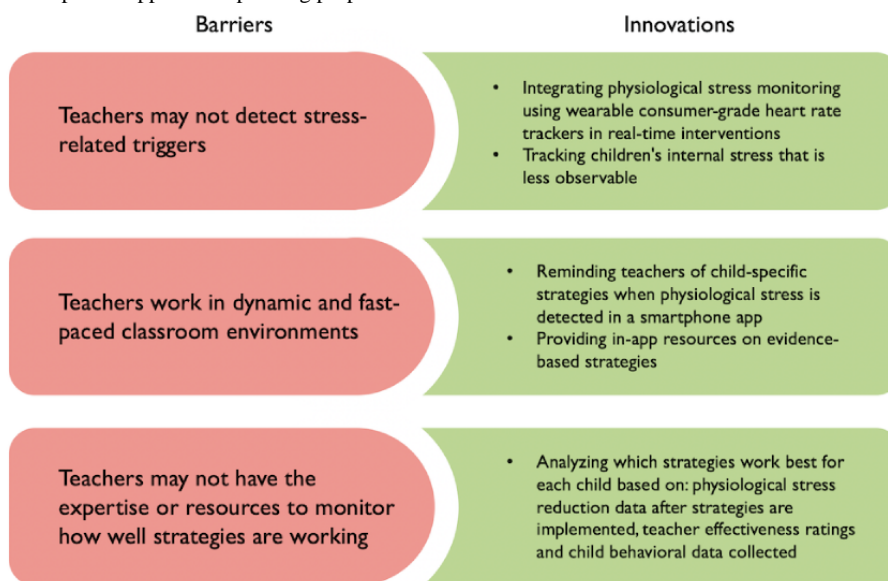 Barriers
Innovations
Teachers may not detect stress-
related triggers
• Integrating physiological stress monitoring
using wearable consumer-grade heart rate
trackers in real-time interventions
• Tracking children's internal stress that is
less observable
Teachers work in dynamic and fast-
paced classroom environments
• Reminding teachers of child-specific
strategies when physiological stress is
detected in a smartphone app
• Providing in-app resources on evidence-
based strategies
Teachers may not have the
expertise or resources to monitor
how well strategies are working
• Analyzing which strategies work best for
each child based on: physiological stress
reduction data after strategies are
implemented, teacher effectiveness ratings
and child behavioral data collected